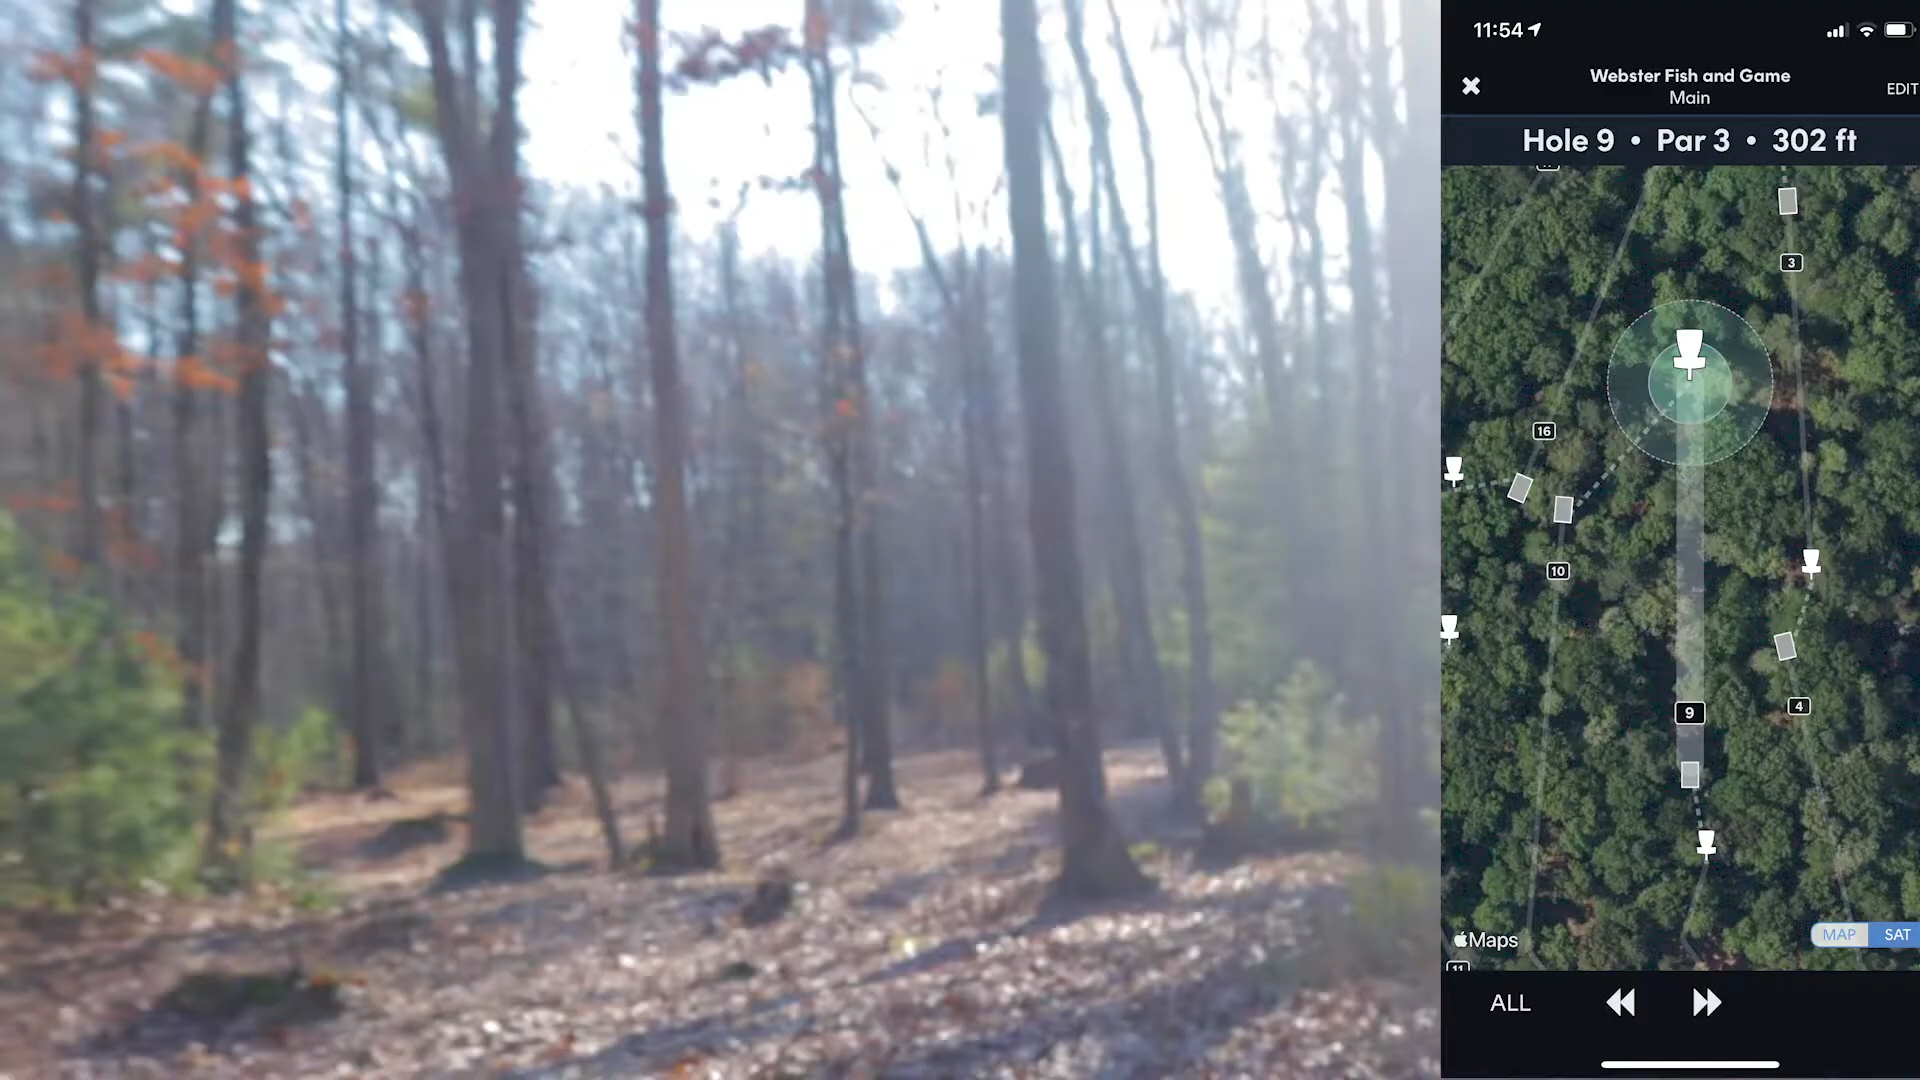 11:54
Webster Fish and Game
Main
EDIT
Hole 9 • Par 3 • 302 ft
3
16
10
9
4
Maps
MAP SAT
11
ALL